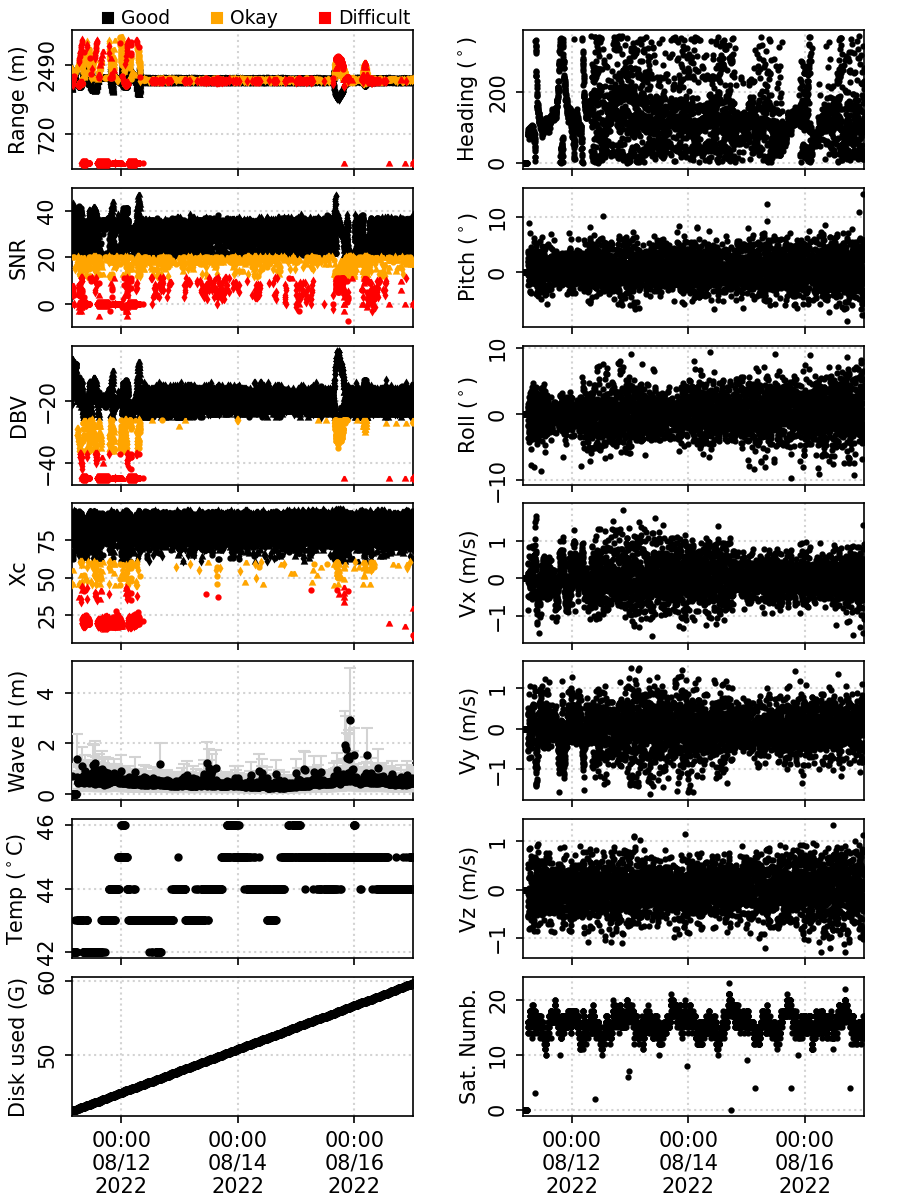 Good Okay Difficult
Range (m)
2490
720
Heading (°)
200
0
SNR
40
20
0
Pitch (°)
10
0
DBV
−20
−40
Roll (°)
10
0
−10
Xc
75
50
25
Vx (m/s)
1
0
−1
Wave H (m)
4
2
0
Vy (m/s)
1
0
−1
Temp (°C)
46
44
42
Vz (m/s)
1
0
−1
Disk used (G)
60
50
Sat. Numb.
20
10
0
00:00 00:00 00:00 00:00 00:00 00:00
08/12 08/14 08/16 08/12 08/14 08/16
2022 2022 2022 2022 2022 2022